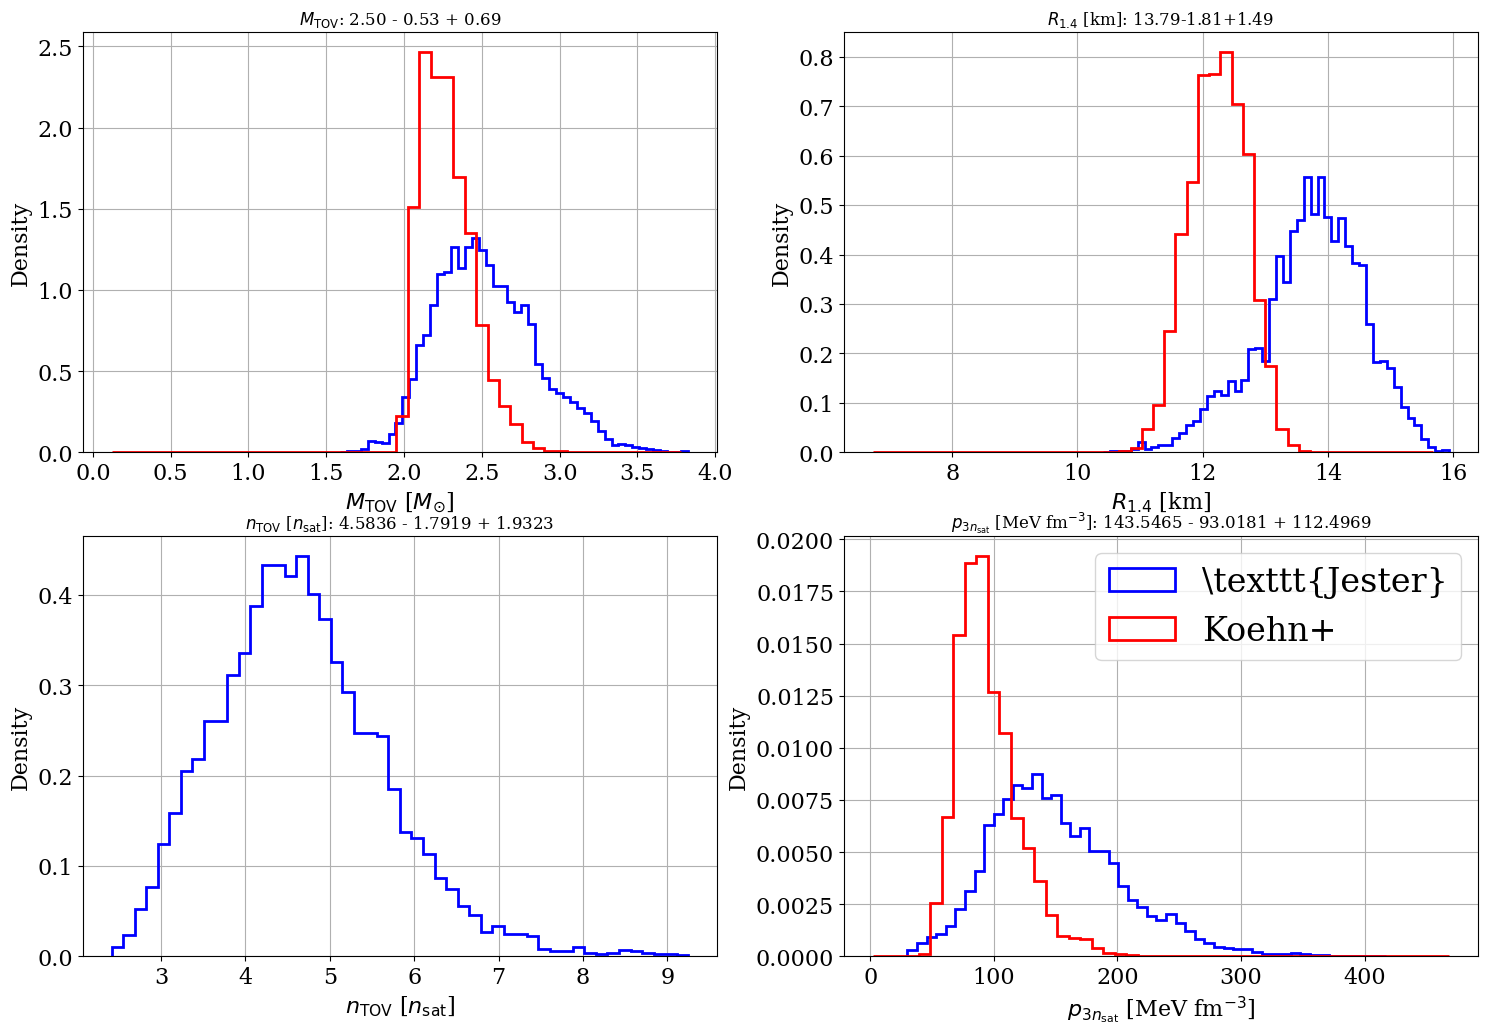 M_TOV: 2.50 - 0.53 + 0.69
R_1.4 [km]: 13.79-1.81+1.49
2.5
2.0
1.5
1.0
0.5
0.0
Density
0.0 0.5 1.0 1.5 2.0 2.5 3.0 3.5 4.0
M_TOV [M_⊙]
0.8
0.7
0.6
0.5
0.4
0.3
0.2
0.1
0.0
Density
8 10 12 14 16
R_1.4 [km]
n_TOV [n_sat]: 4.5836 - 1.7919 + 1.9323
p_3n_sat [MeV fm⁻³]: 143.5465 - 93.0181 + 112.4969
0.4
0.3
0.2
0.1
0.0
Density
3 4 5 6 7 8 9
n_TOV [n_sat]
0.0200
0.0175
0.0150
0.0125
0.0100
0.0075
0.0050
0.0025
0.0000
Density
\texttt{Jester}
Koehn+
0 100 200 300 400
p_3n_sat [MeV fm⁻³]